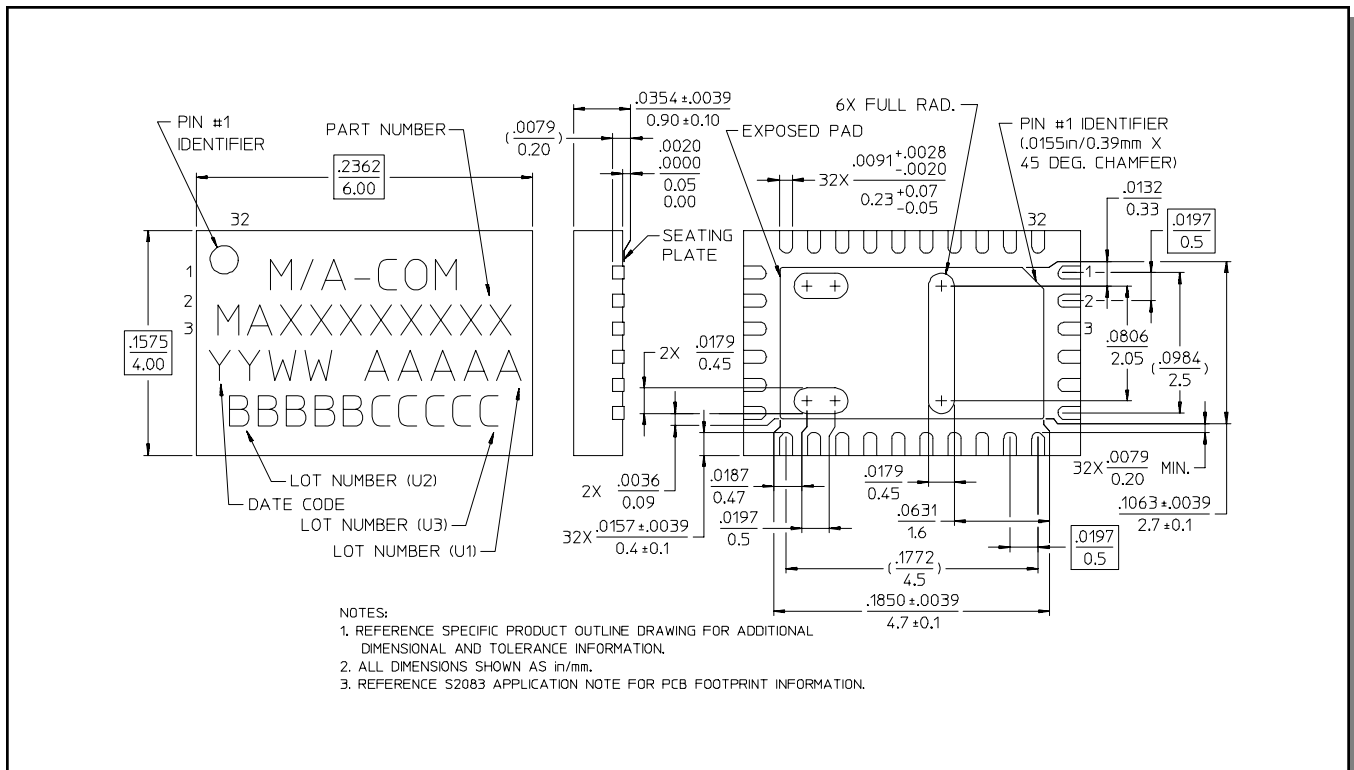 PIN #1
IDENTIFIER
PART NUMBER
.2362
6.00
32
1
2
3
.1575
4.00
M/A-COM
MAXXXXXXXXX
YYWW AAAAA
BBBBBCCCCC
LOT NUMBER (U2)
DATE CODE
LOT NUMBER (U3)
LOT NUMBER (U1)
.0354 ±.0039
0.90 ±0.10
(.0079
0.20)
.0020
.0000
0.05
0.00
SEATING
PLATE
EXPOSED PAD
6X FULL RAD.
32X .0091 +.0028
-.0020
0.23 +0.07
-0.05
PIN #1 IDENTIFIER
(.0155in/0.39mm X
45 DEG. CHAMFER)
32
.0132
0.33
.0197
0.5
1
2
3
2X .0179
0.45
.0806
2.05
(.0984
2.5)
2X .0036
0.09
32X .0157 ±.0039
0.4 ±0.1
.0187
0.47
.0197
0.5
.0179
0.45
.0631
1.6
32X .0079
0.20 MIN.
.1063 ±.0039
2.7 ±0.1
.0197
0.5
(.1772
4.5)
.1850 ±.0039
4.7 ±0.1
NOTES:
1. REFERENCE SPECIFIC PRODUCT OUTLINE DRAWING FOR ADDITIONAL
DIMENSIONAL AND TOLERANCE INFORMATION.
2. ALL DIMENSIONS SHOWN AS in/mm.
3. REFERENCE S2083 APPLICATION NOTE FOR PCB FOOTPRINT INFORMATION.